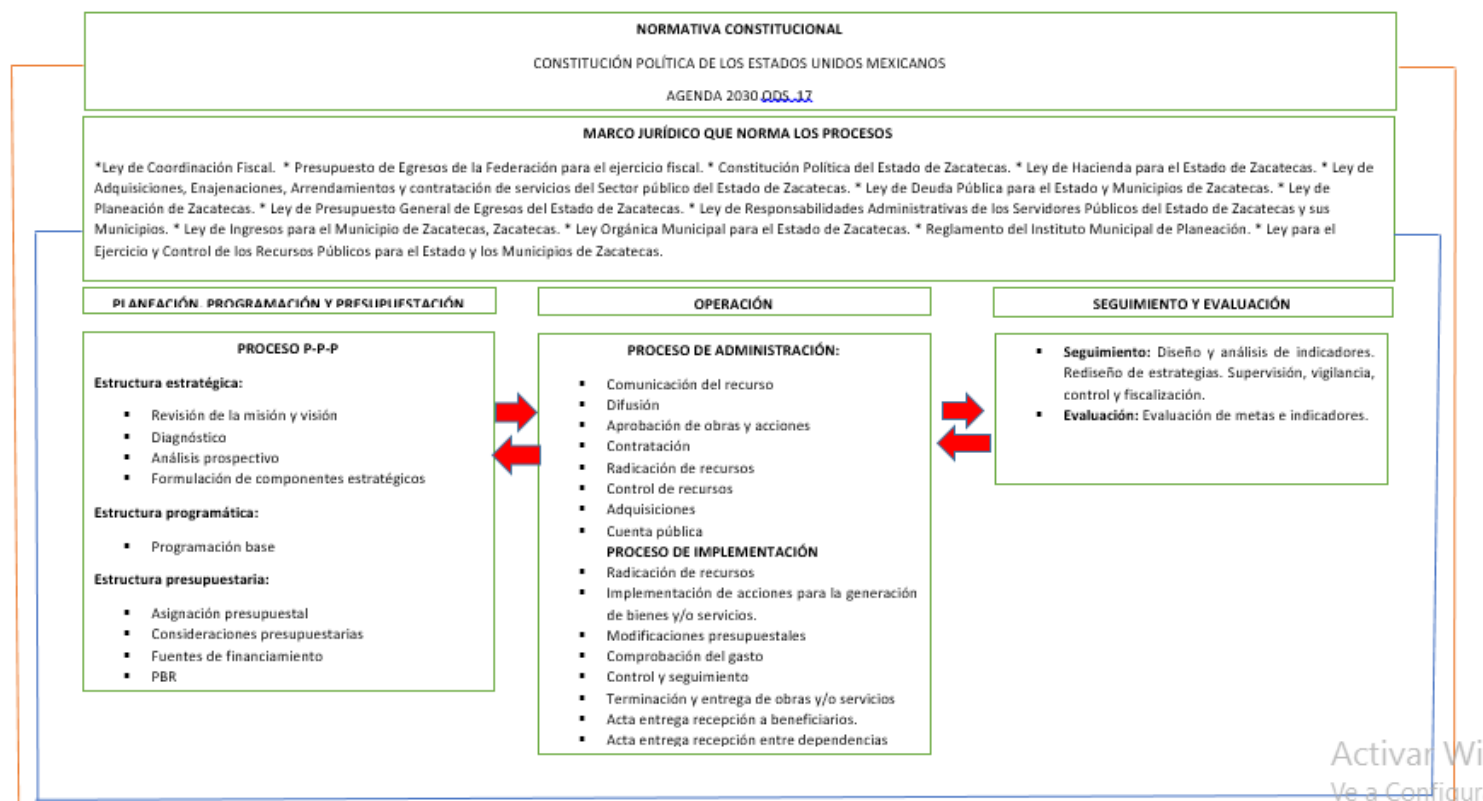 NORMATIVA CONSTITUCIONAL
CONSTITUCIÓN POLÍTICA DE LOS ESTADOS UNIDOS MEXICANOS
AGENDA 2030 ODS .17
MARCO JURÍDICO QUE NORMA LOS PROCESOS
*Ley de Coordinación Fiscal. * Presupuesto de Egresos de la Federación para el ejercicio fiscal. * Constitución Política del Estado de Zacatecas. * Ley de Hacienda para el Estado de Zacatecas. * Ley de
Adquisiciones, Enajenaciones, Arrendamientos y contratación de servicios del Sector público del Estado de Zacatecas. * Ley de Deuda Pública para el Estado y Municipios de Zacatecas. * Ley de
Planeación de Zacatecas. * Ley de Presupuesto General de Egresos del Estado de Zacatecas. * Ley de Responsabilidades Administrativas de los Servidores Públicos del Estado de Zacatecas y sus
Municipios. * Ley de Ingresos para el Municipio de Zacatecas, Zacatecas. * Ley Orgánica Municipal para el Estado de Zacatecas. * Reglamento del Instituto Municipal de Planeación. * Ley para el
Ejercicio y Control de los Recursos Públicos para el Estado y los Municipios de Zacatecas.
PLANEACIÓN, PROGRAMACIÓN Y PRESUPUESTACIÓN
PROCESO P-P-P
Estructura estratégica:
▪ Revisión de la misión y visión
▪ Diagnóstico
▪ Análisis prospectivo
▪ Formulación de componentes estratégicos
Estructura programática:
▪ Programación base
Estructura presupuestaria:
▪ Asignación presupuestal
▪ Consideraciones presupuestarias
▪ Fuentes de financiamiento
▪ PBR
OPERACIÓN
PROCESO DE ADMINISTRACIÓN:
▪ Comunicación del recurso
▪ Difusión
▪ Aprobación de obras y acciones
▪ Contratación
▪ Radicación de recursos
▪ Control de recursos
▪ Adquisiciones
▪ Cuenta pública
PROCESO DE IMPLEMENTACIÓN
▪ Radicación de recursos
▪ Implementación de acciones para la generación
de bienes y/o servicios.
▪ Modificaciones presupuestales
▪ Comprobación del gasto
▪ Control y seguimiento
▪ Terminación y entrega de obras y/o servicios
▪ Acta entrega recepción a beneficiarios.
▪ Acta entrega recepción entre dependencias
SEGUIMIENTO Y EVALUACIÓN
▪ Seguimiento: Diseño y análisis de indicadores.
Rediseño de estrategias. Supervisión, vigilancia,
control y fiscalización.
▪ Evaluación: Evaluación de metas e indicadores.
Activar Wi
Ve a Configur